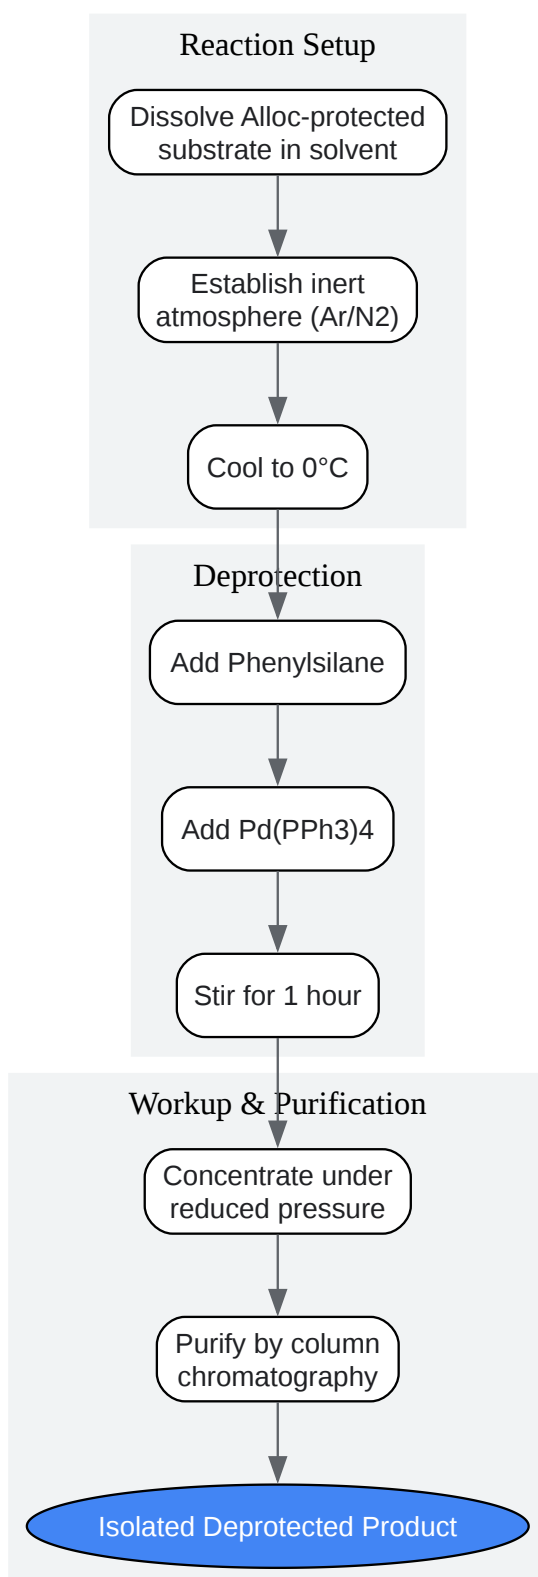 Reaction Setup
Dissolve Alloc-protected
substrate in solvent
Establish inert
atmosphere (Ar/N2)
Cool to 0°C
Deprotection
Add Phenylsilane
Add Pd(PPh3)4
Stir for 1 hour
Workup & Purification
Concentrate under
reduced pressure
Purify by column
chromatography
Isolated Deprotected Product